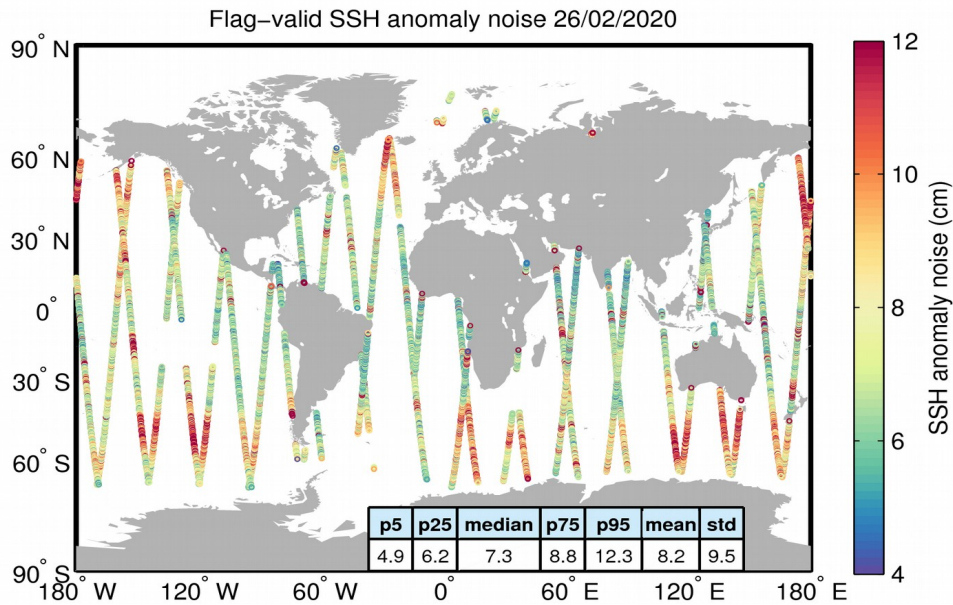 Flag−valid SSH anomaly noise 26/02/2020
90° N
60° N
30° N
0°
30° S
60° S
90° S
180° W
120° W
60° W
0°
60° E
120° E
180° E
p5 p25 median p75 p95 mean std
4.9 6.2 7.3 8.8 12.3 8.2 9.5
12
10
8
6
4
SSH anomaly noise (cm)